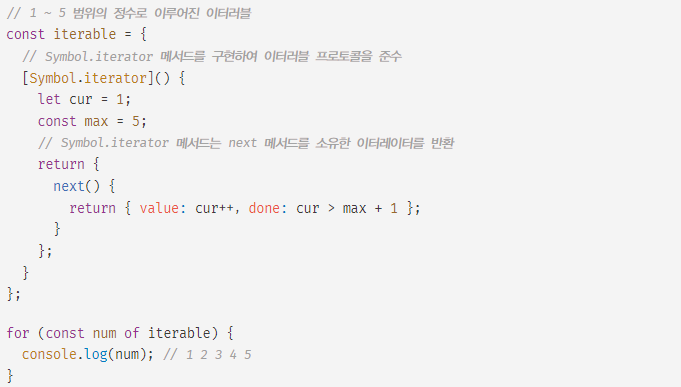 // 1 ~ 5 범위의 정수로 이루어진 이터러블
const iterable = {
  // Symbol.iterator 메서드를 구현하여 이터러블 프로토콜을 준수
  [Symbol.iterator]() {
    let cur = 1;
    const max = 5;
    // Symbol.iterator 메서드는 next 메서드를 소유한 이터레이터를 반환
    return {
      next() {
        return { value: cur++, done: cur > max + 1 };
      }
    };
  }
};

for (const num of iterable) {
  console.log(num); // 1 2 3 4 5
}